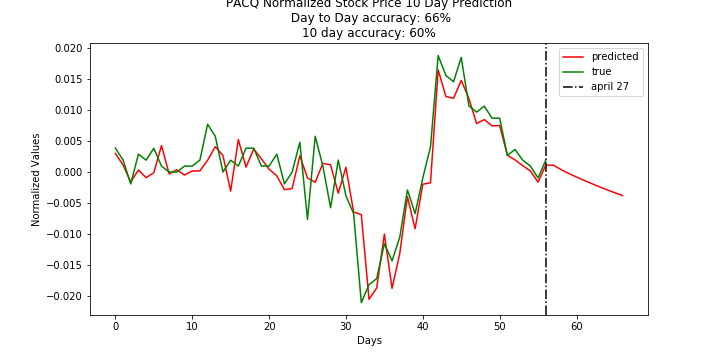 PACQ Normalized Stock Price 10 Day Prediction
Day to Day accuracy: 66%
10 day accuracy: 60%
0.020
0.015
0.010
0.005
0.000
−0.005
−0.010
−0.015
−0.020
Normalized Values
predicted
true
april 27
0 10 20 30 40 50 60
Days